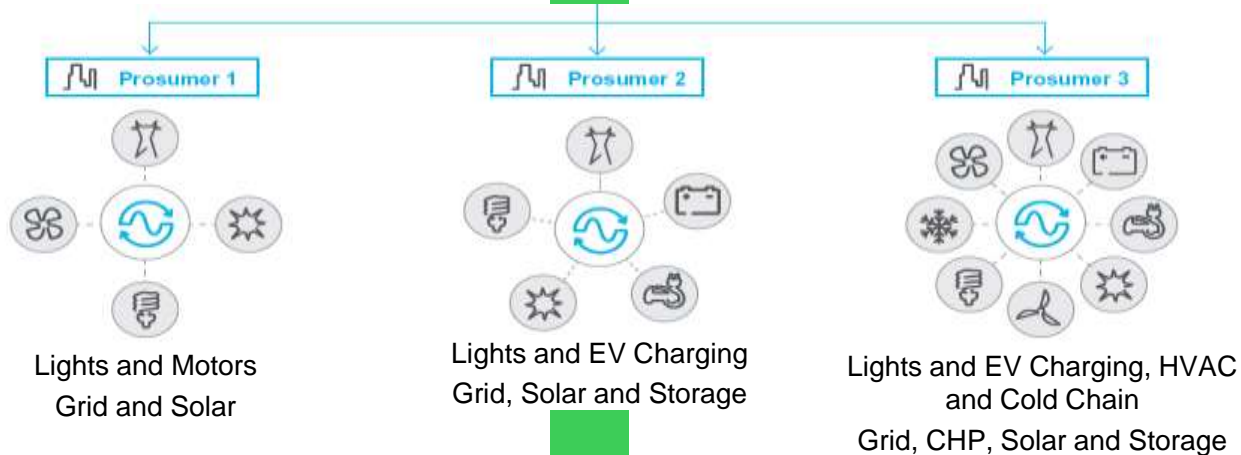 Prosumer 1
Prosumer 2
Prosumer 3
Lights and Motors
Grid and Solar
Lights and EV Charging
Grid, Solar and Storage
Lights and EV Charging, HVAC
and Cold Chain
Grid, CHP, Solar and Storage